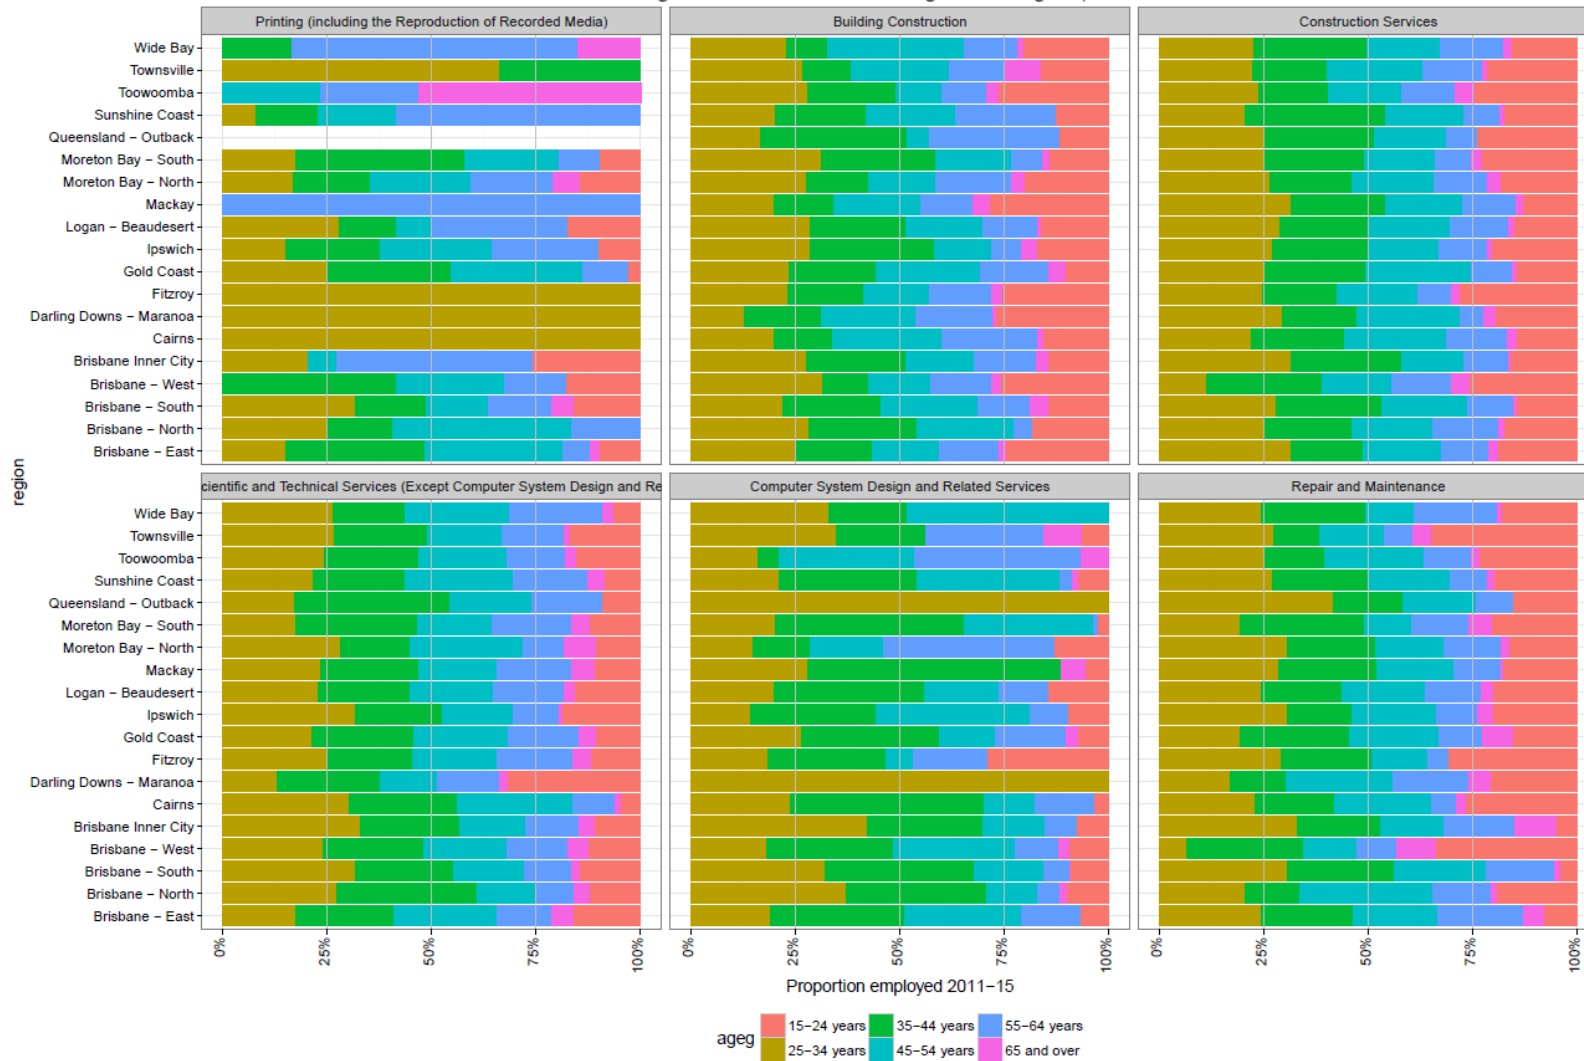 Printing (including the Reproduction of Recorded Media)
Building Construction
Construction Services
Wide Bay
Townsville
Toowoomba
Sunshine Coast
Queensland − Outback
Moreton Bay − South
Moreton Bay − North
Mackay
Logan − Beaudesert
Ipswich
Gold Coast
Fitzroy
Darling Downs − Maranoa
Cairns
Brisbane Inner City
Brisbane − West
Brisbane − South
Brisbane − North
Brisbane − East
region
cientific and Technical Services (Except Computer System Design and Re
Computer System Design and Related Services
Repair and Maintenance
Wide Bay
Townsville
Toowoomba
Sunshine Coast
Queensland − Outback
Moreton Bay − South
Moreton Bay − North
Mackay
Logan − Beaudesert
Ipswich
Gold Coast
Fitzroy
Darling Downs − Maranoa
Cairns
Brisbane Inner City
Brisbane − West
Brisbane − South
Brisbane − North
Brisbane − East
0% 25% 50% 75% 100%
0% 25% 50% 75% 100%
0% 25% 50% 75% 100%
Proportion employed 2011−15
ageg
15−24 years 35−44 years 55−64 years
25−34 years 45−54 years 65 and over